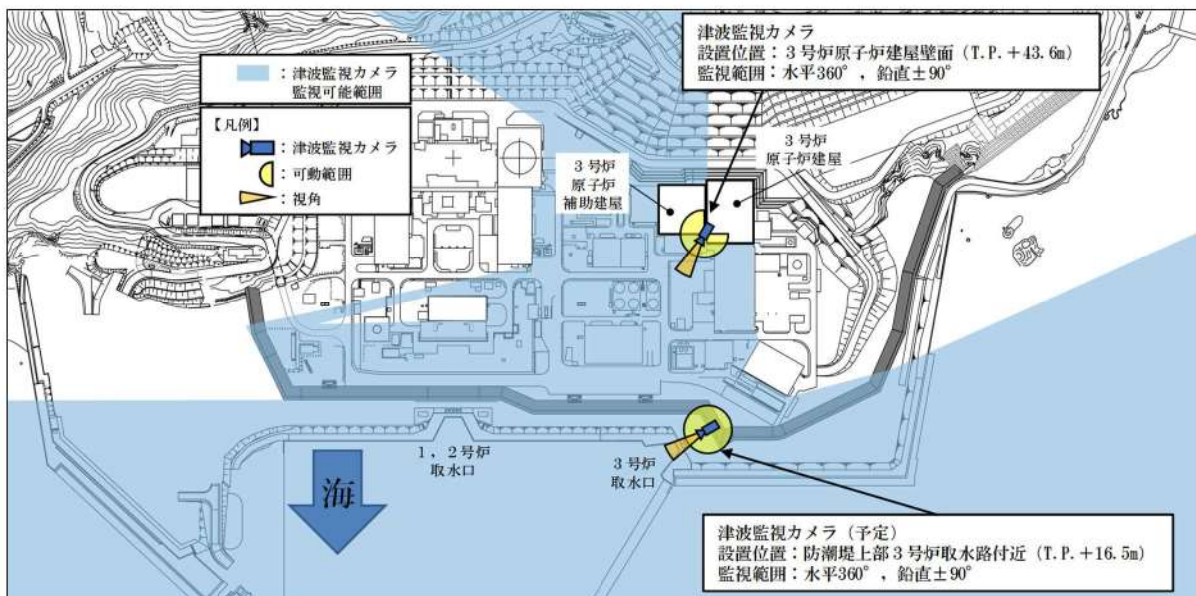 津波監視カメラ
設置位置：３号炉原子炉建屋壁面（T.P.＋43.6m）
監視範囲：水平360°，鉛直±90°
：津波監視カメラ
監視可能範囲
【凡例】
：津波監視カメラ
：可動範囲
：視角
３号炉
原子炉
補助建屋
３号炉
原子炉建屋
１，２号炉
取水口
３号炉
取水口
海
津波監視カメラ（予定）
設置位置：防潮堤上部３号炉取水路付近（T.P.＋16.5m）
監視範囲：水平360°，鉛直±90°